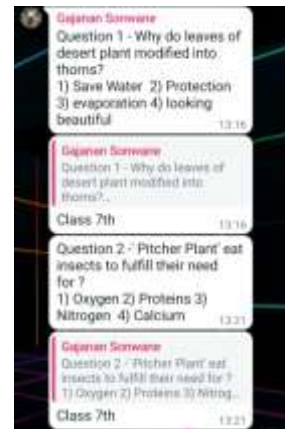 Gajanan Sonwane
Question 1 - Why do leaves of
desert plant modified into
thorns?
1) Save Water 2) Protection
3) evaporation 4) looking
beautiful
13:16
Gajanan Sonwane
Question 1 - Why do leaves of
desert plant modified into
thorns?...
Class 7th
13:16
Question 2 -' Pitcher Plant' eat
insects to fulfill their need
for ?
1) Oxygen 2) Proteins 3)
Nitrogen 4) Calcium
13:21
Gajanan Sonwane
Question 2 -' Pitcher Plant' eat
insects to fulfill their need for ?
1) Oxygen 2) Proteins 3) Nitrog...
Class 7th
13:21